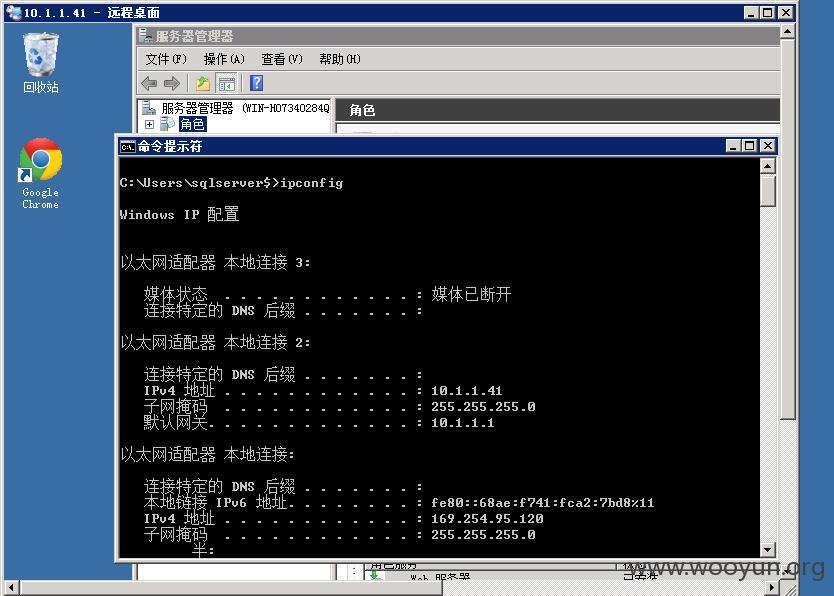 10.1.1.41 - 远程桌面
回收站
Google
Chrome
服务器管理器
文件(F) 操作(A) 查看(V) 帮助(H)
服务器管理器 (WIN-H07340284Q
角色
角色
命令提示符
C:\Users\sqlserver$>ipconfig
Windows IP 配置
以太网适配器 本地连接 3:
媒体状态 . . . . . . . . . . . . : 媒体已断开
连接特定的 DNS 后缀 . . . . . . . :
以太网适配器 本地连接 2:
连接特定的 DNS 后缀 . . . . . . . :
IPv4 地址 . . . . . . . . . . . . : 10.1.1.41
子网掩码 . . . . . . . . . . . . : 255.255.255.0
默认网关. . . . . . . . . . . . . : 10.1.1.1
以太网适配器 本地连接:
连接特定的 DNS 后缀 . . . . . . . :
本地链接 IPv6 地址. . . . . . . . : fe80::68ae:f741:fca2:7bd8%11
IPv4 地址 . . . . . . . . . . . . : 169.254.95.120
子网掩码 . . . . . . . . . . . . : 255.255.255.0
半:
角色服务
Web 服务器
已安装
www.wooyun.org